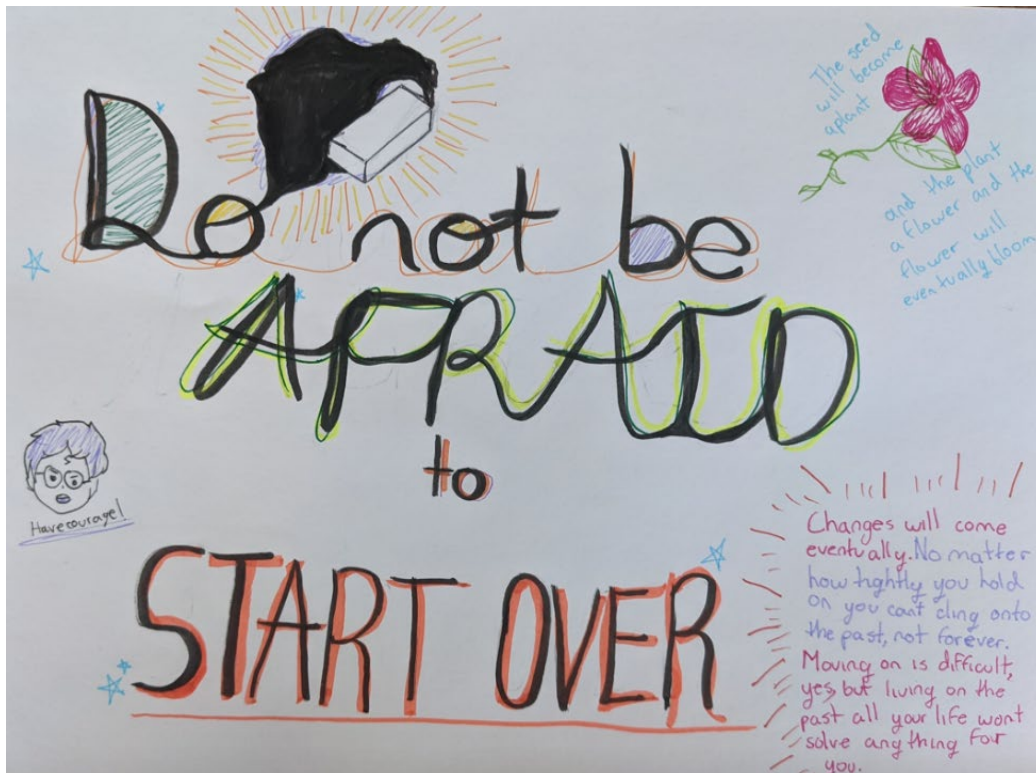 Do not be
AFRAID
to
START OVER
The seed
will become
aplant
and the plant
a flower and the
flower will
eventually bloom
Have courage!
Changes will come
eventually. No matter
how tightly you hold
on you cant cling onto
the past, not forever.
Moving on is difficult,
yes, but living on the
past all your life wont
solve anything for
you.